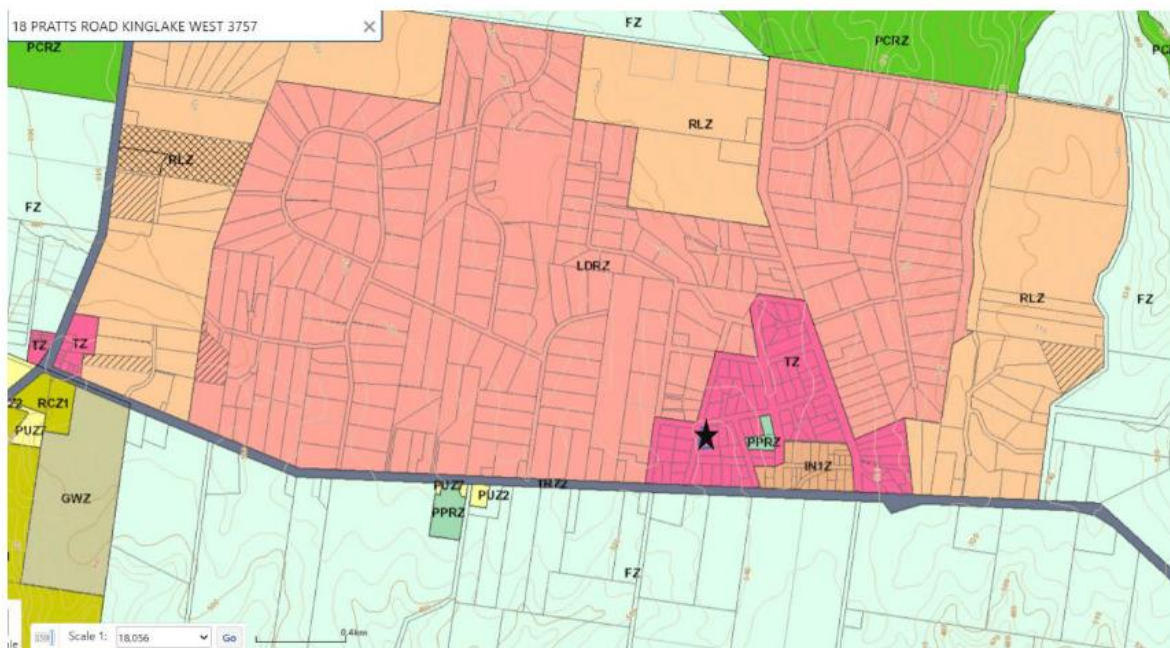 18 PRATTS ROAD KINGLAKE WEST 3757
FZ
PCRZ
PCRZ
RLZ
RLZ
FZ
LDRZ
RLZ
FZ
TZ
TZ
TZ
RCZ1
PUZ7
PPRZ
IN1Z
GWZ
PUZ7
PUZ2
TRZ2
PPRZ
FZ
Scale 1: 18,056
Go
0.4km